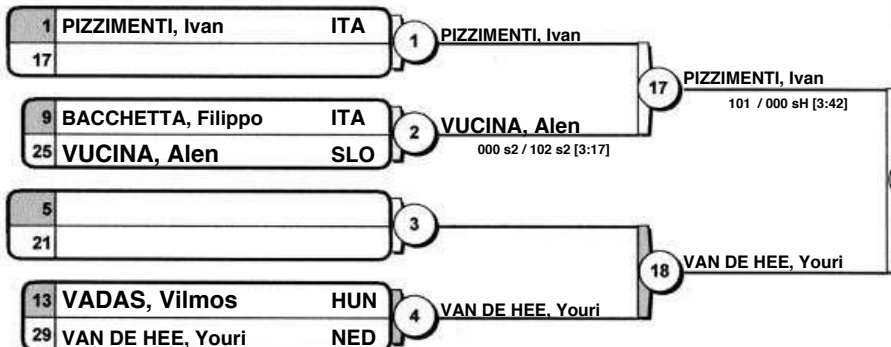 1 PIZZIMENTI, Ivan ITA
17
1
PIZZIMENTI, Ivan
9 BACCHETTA, Filippo ITA
25 VUCINA, Alen SLO
2
VUCINA, Alen
000 s2 / 102 s2 [3:17]
17
PIZZIMENTI, Ivan
101 / 000 sH [3:42]
5
21
3
13 VADAS, Vilmos HUN
29 VAN DE HEE, Youri NED
4
VAN DE HEE, Youri
18
VAN DE HEE, Youri